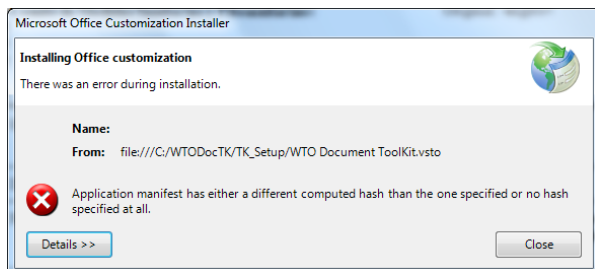 Microsoft Office Customization Installer
Installing Office customization
There was an error during installation.
Name:
From: file:///C:/WTODocTK/TK_Setup/WTO Document ToolKit.vsto
Application manifest has either a different computed hash than the one specified or no hash
specified at all.
Details >>
Close